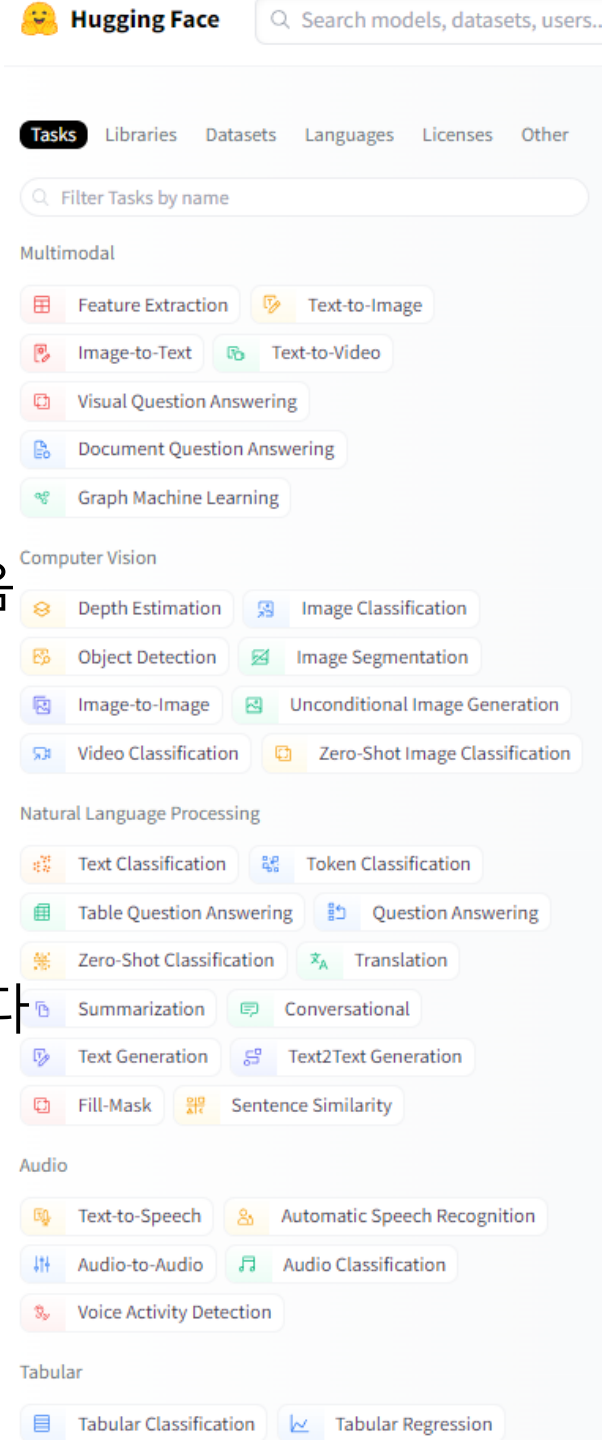 Hugging Face Search models, datasets, users...
Tasks Libraries Datasets Languages Licenses Other
Filter Tasks by name
Multimodal
Feature Extraction Text-to-Image
Image-to-Text Text-to-Video
Visual Question Answering
Document Question Answering
Graph Machine Learning
Computer Vision
Depth Estimation Image Classification
Object Detection Image Segmentation
Image-to-Image Unconditional Image Generation
Video Classification Zero-Shot Image Classification
Natural Language Processing
Text Classification Token Classification
Table Question Answering Question Answering
Zero-Shot Classification Translation
Summarization Conversational
Text Generation Text2Text Generation
Fill-Mask Sentence Similarity
Audio
Text-to-Speech Automatic Speech Recognition
Audio-to-Audio Audio Classification
Voice Activity Detection
Tabular
Tabular Classification Tabular Regression